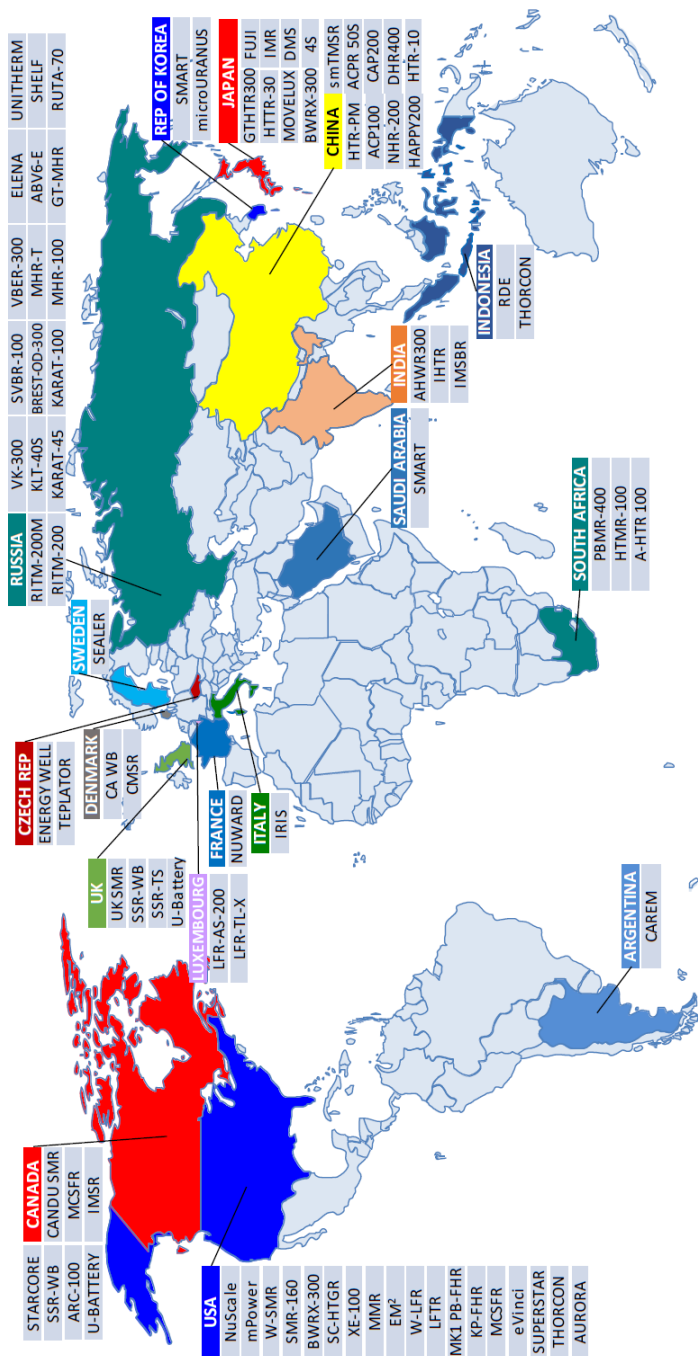 CANADA
STARCORE CANDU SMR
SSR-WB MCSFR
ARC-100 IMSR
U-BATTERY
USA
NuScale
mPower
W-SMR
SMR-160
BWRX-300
SC-HTGR
XE-100
MMR
EM²
W-LFR
LFTR
MK1 PB-FHR
KP-FHR
MCSFR
eVinci
SUPERSTAR
THORCON
AURORA
ARGENTINA
CAREM
UK
UK SMR
SSR-WB
SSR-TS
U-Battery
LUXEMBOURG
LFR-AS-200
LFR-TL-X
CZECH REP
ENERGY WELL
TEPLATOR
DENMARK
CA WB
CMSR
FRANCE
NUWARD
ITALY
IRIS
SWEDEN
SEALER
RUSSIA VK-300 SVBR-100 VBER-300 ELENA UNITHERM
RITM-200M KLT-40S BREST-OD-300 MHR-T ABV6-E SHELF
RITM-200 KARAT-45 KARAT-100 MHR-100 GT-MHR RUTA-70
REP OF KOREA
SMART
microURANUS
JAPAN
GTHTR300 FUJI
HTTR-30 IMR
MOVELUX DMS
BWRX-300 4S
CHINA smTMSR
HTR-PM ACPR 50S
ACP100 CAP200
NHR-200 DHR400
HAPPY200 HTR-10
INDONESIA
RDE
THORCON
INDIA
AHWR300
IHTR
IMSBR
SAUDI ARABIA
SMART
SOUTH AFRICA
PBMR-400
HTMR-100
A-HTR 100